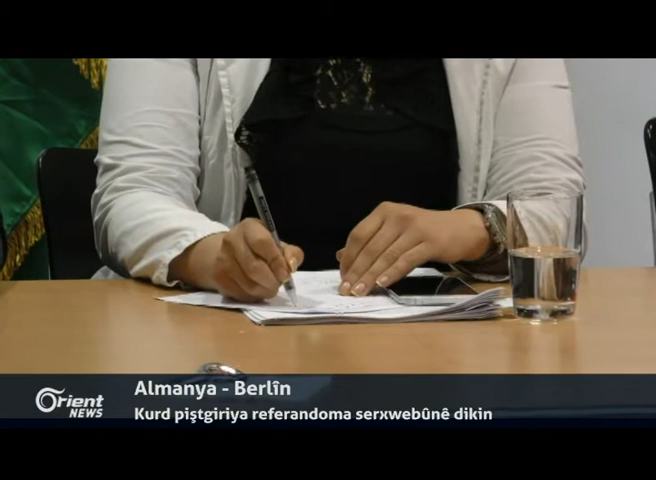 Almanya - Berlîn
Orient
NEWS
Kurd piştgiriya referandoma serxwebûnê dikin